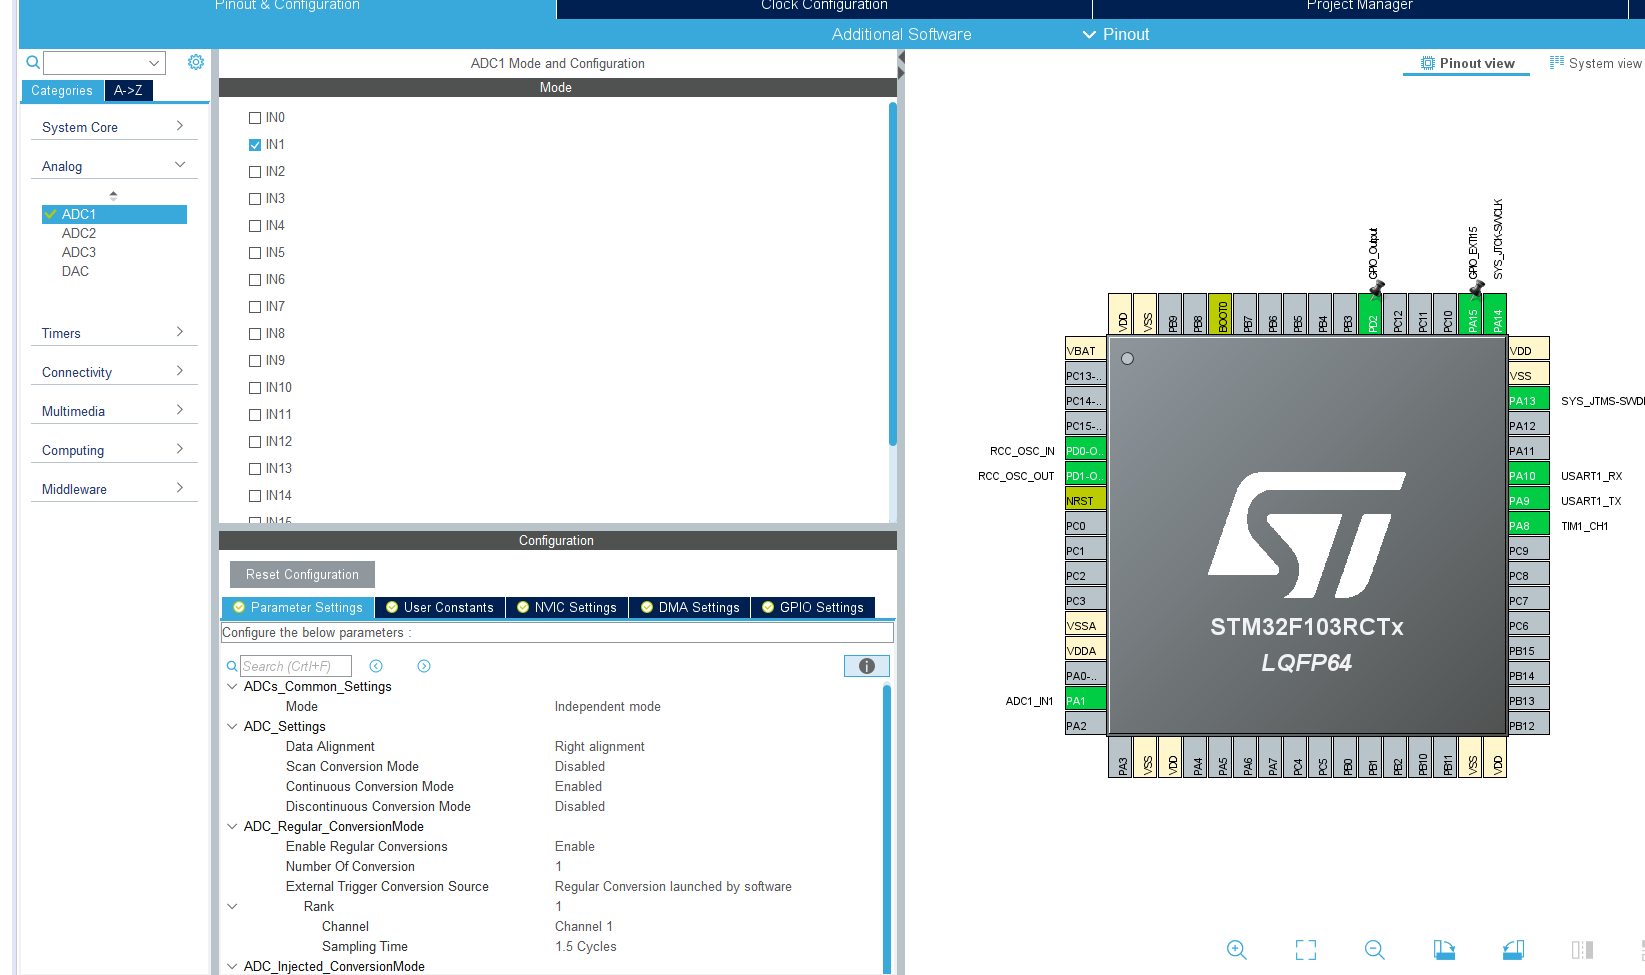 Pinout & Configuration
Clock Configuration
Project Manager
Additional Software
Pinout
Categories
A->Z
System Core
Analog
ADC1
ADC2
ADC3
DAC
Timers
Connectivity
Multimedia
Computing
Middleware
ADC1 Mode and Configuration
Mode
IN0
IN1
IN2
IN3
IN4
IN5
IN6
IN7
IN8
IN9
IN10
IN11
IN12
IN13
IN14
IN15
Configuration
Reset Configuration
Parameter Settings
User Constants
NVIC Settings
DMA Settings
GPIO Settings
Configure the below parameters :
Search (Crtl+F)
ADCs_Common_Settings
Mode Independent mode
ADC_Settings
Data Alignment Right alignment
Scan Conversion Mode Disabled
Continuous Conversion Mode Enabled
Discontinuous Conversion Mode Disabled
ADC_Regular_ConversionMode
Enable Regular Conversions Enable
Number Of Conversion 1
External Trigger Conversion Source Regular Conversion launched by software
Rank 1
Channel Channel 1
Sampling Time 1.5 Cycles
ADC_Injected_ConversionMode
Pinout view
System view
GPIO_Output
GPIO_EXTI15
SYS_JTCK-SWCLK
VDD
VSS
PB9
PB8
BOOT0
PB7
PB6
PB5
PB4
PB3
PD2
PC12
PC11
PC10
PA15
PA14
VBAT
PC13-..
PC14-..
PC15-..
RCC_OSC_IN PD0-O..
RCC_OSC_OUT PD1-O..
NRST
PC0
PC1
PC2
PC3
VSSA
VDDA
PA0-..
ADC1_IN1 PA1
PA2
STM32F103RCTx
LQFP64
VDD
VSS
PA13 SYS_JTMS-SWDI
PA12
PA11
PA10 USART1_RX
PA9 USART1_TX
PA8 TIM1_CH1
PC9
PC8
PC7
PC6
PB15
PB14
PB13
PB12
PA3
VSS
VDD
PA4
PA5
PA6
PA7
PC4
PC5
PB0
PB1
PB2
PB10
PB11
VSS
VDD